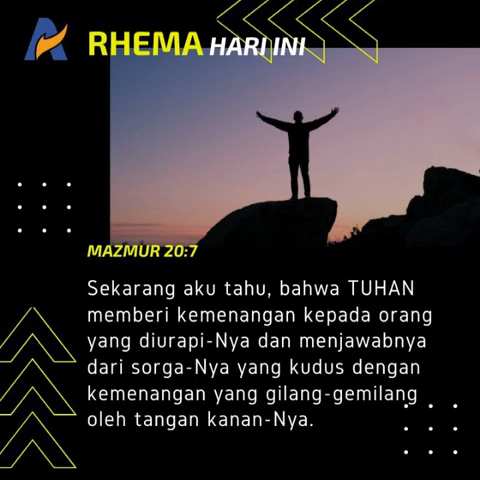 RHEMA HARI INI
MAZMUR 20:7
Sekarang aku tahu, bahwa TUHAN
memberi kemenangan kepada orang
yang diurapi-Nya dan menjawabnya
dari sorga-Nya yang kudus dengan
kemenangan yang gilang-gemilang
oleh tangan kanan-Nya.